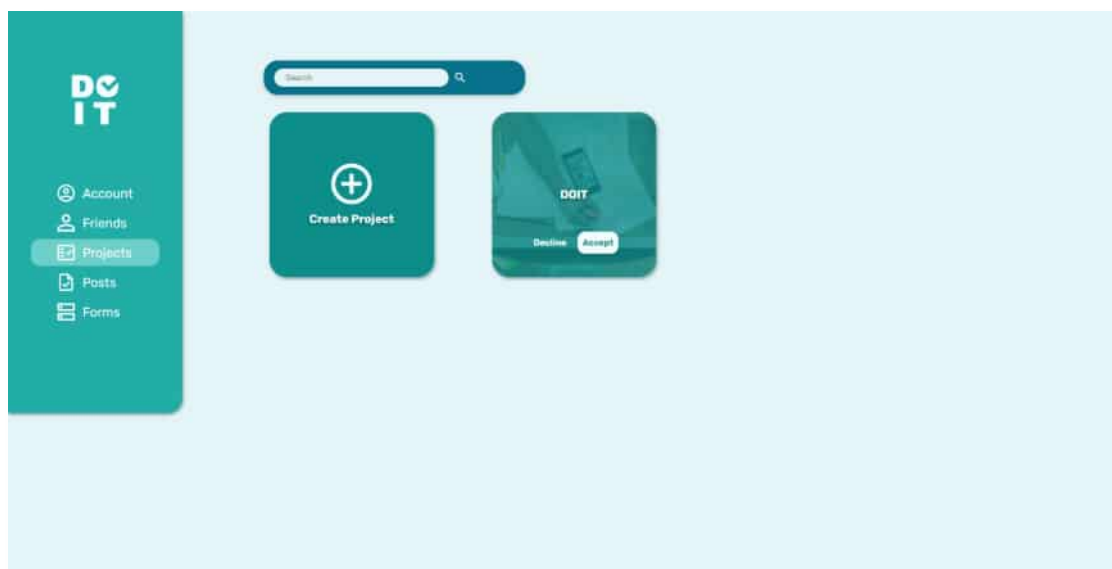 DO
IT
Account
Friends
Projects
Posts
Forms
Search
Create Project
DOIT
Decline Accept